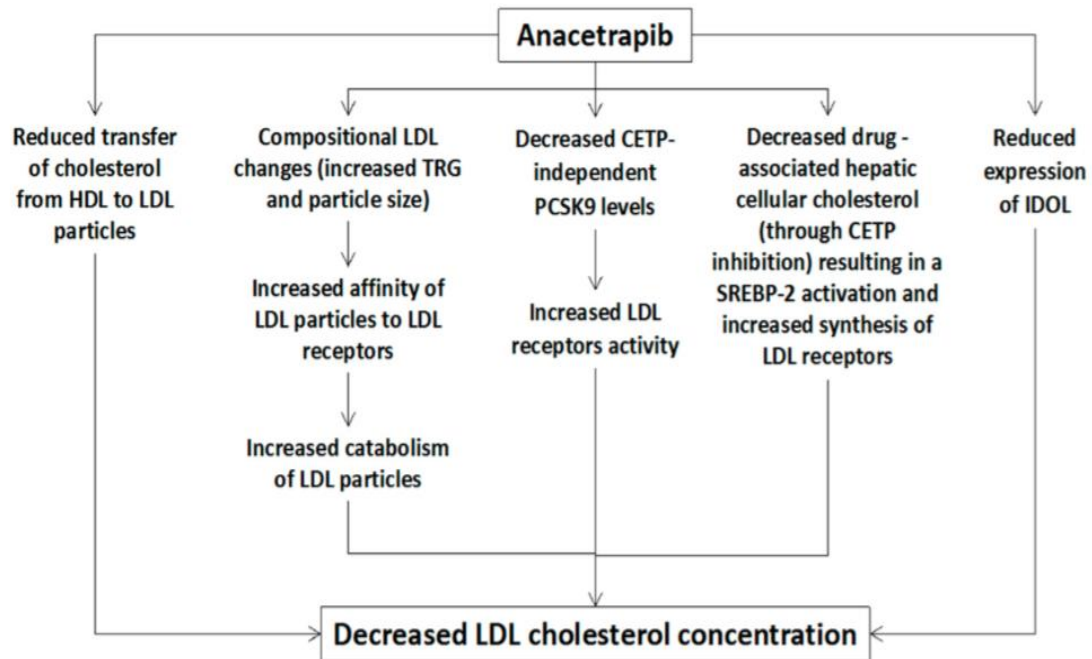 Anacetrapib
Reduced transfer
of cholesterol
from HDL to LDL
particles
Compositional LDL
changes (increased TRG
and particle size)
Increased affinity of
LDL particles to LDL
receptors
Increased catabolism
of LDL particles
Decreased CETP-
independent
PCSK9 levels
Increased LDL
receptors activity
Decreased drug -
associated hepatic
cellular cholesterol
(through CETP
inhibition) resulting in a
SREBP-2 activation and
increased synthesis of
LDL receptors
Reduced
expression
of IDOL
Decreased LDL cholesterol concentration